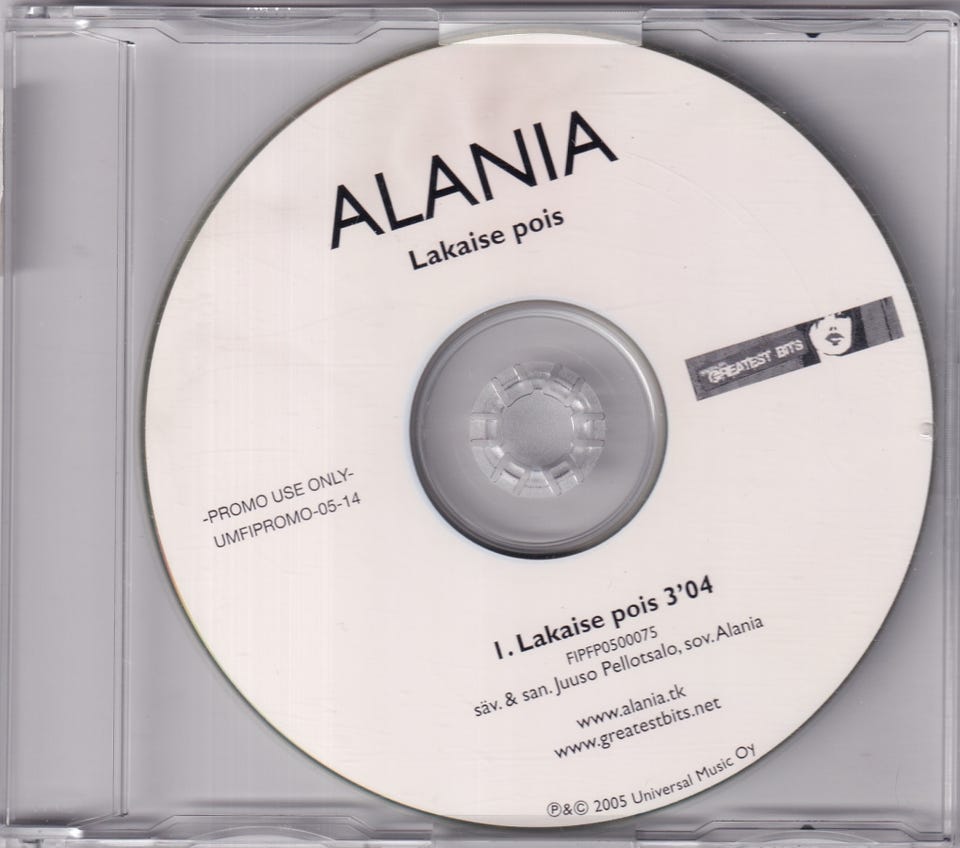 ALANIA
Lakaise pois
GREATEST BITS
-PROMO USE ONLY-
UMFIPROMO-05-14
1. Lakaise pois 3'04
FIPFP0500075
säv. & san. Juuso Pellotsalo, sov. Alania
www.alania.tk
www.greatestbits.net
℗&© 2005 Universal Music Oy